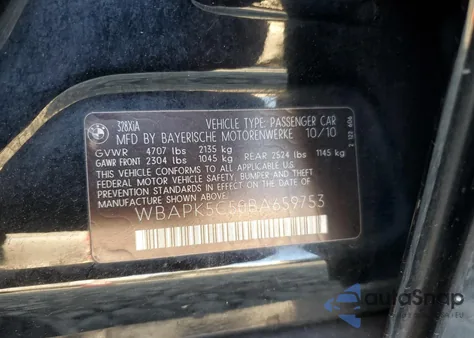 328XiA VEHICLE TYPE: PASSENGER CAR
MFD BY BAYERISCHE MOTORENWERKE 10/10
GVWR 4707 lbs 2135 kg
GAWR FRONT 2304 lbs 1045 kg REAR 2524 lbs 1145 kg
THIS VEHICLE CONFORMS TO ALL APPLICABLE
FEDERAL MOTOR VEHICLE SAFETY, BUMPER, AND
THEFT PREVENTION STANDARDS IN EFFECT ON THE
DATE OF MANUFACTURE SHOWN ABOVE.
WBAPK5C58BA659753
autoSnap